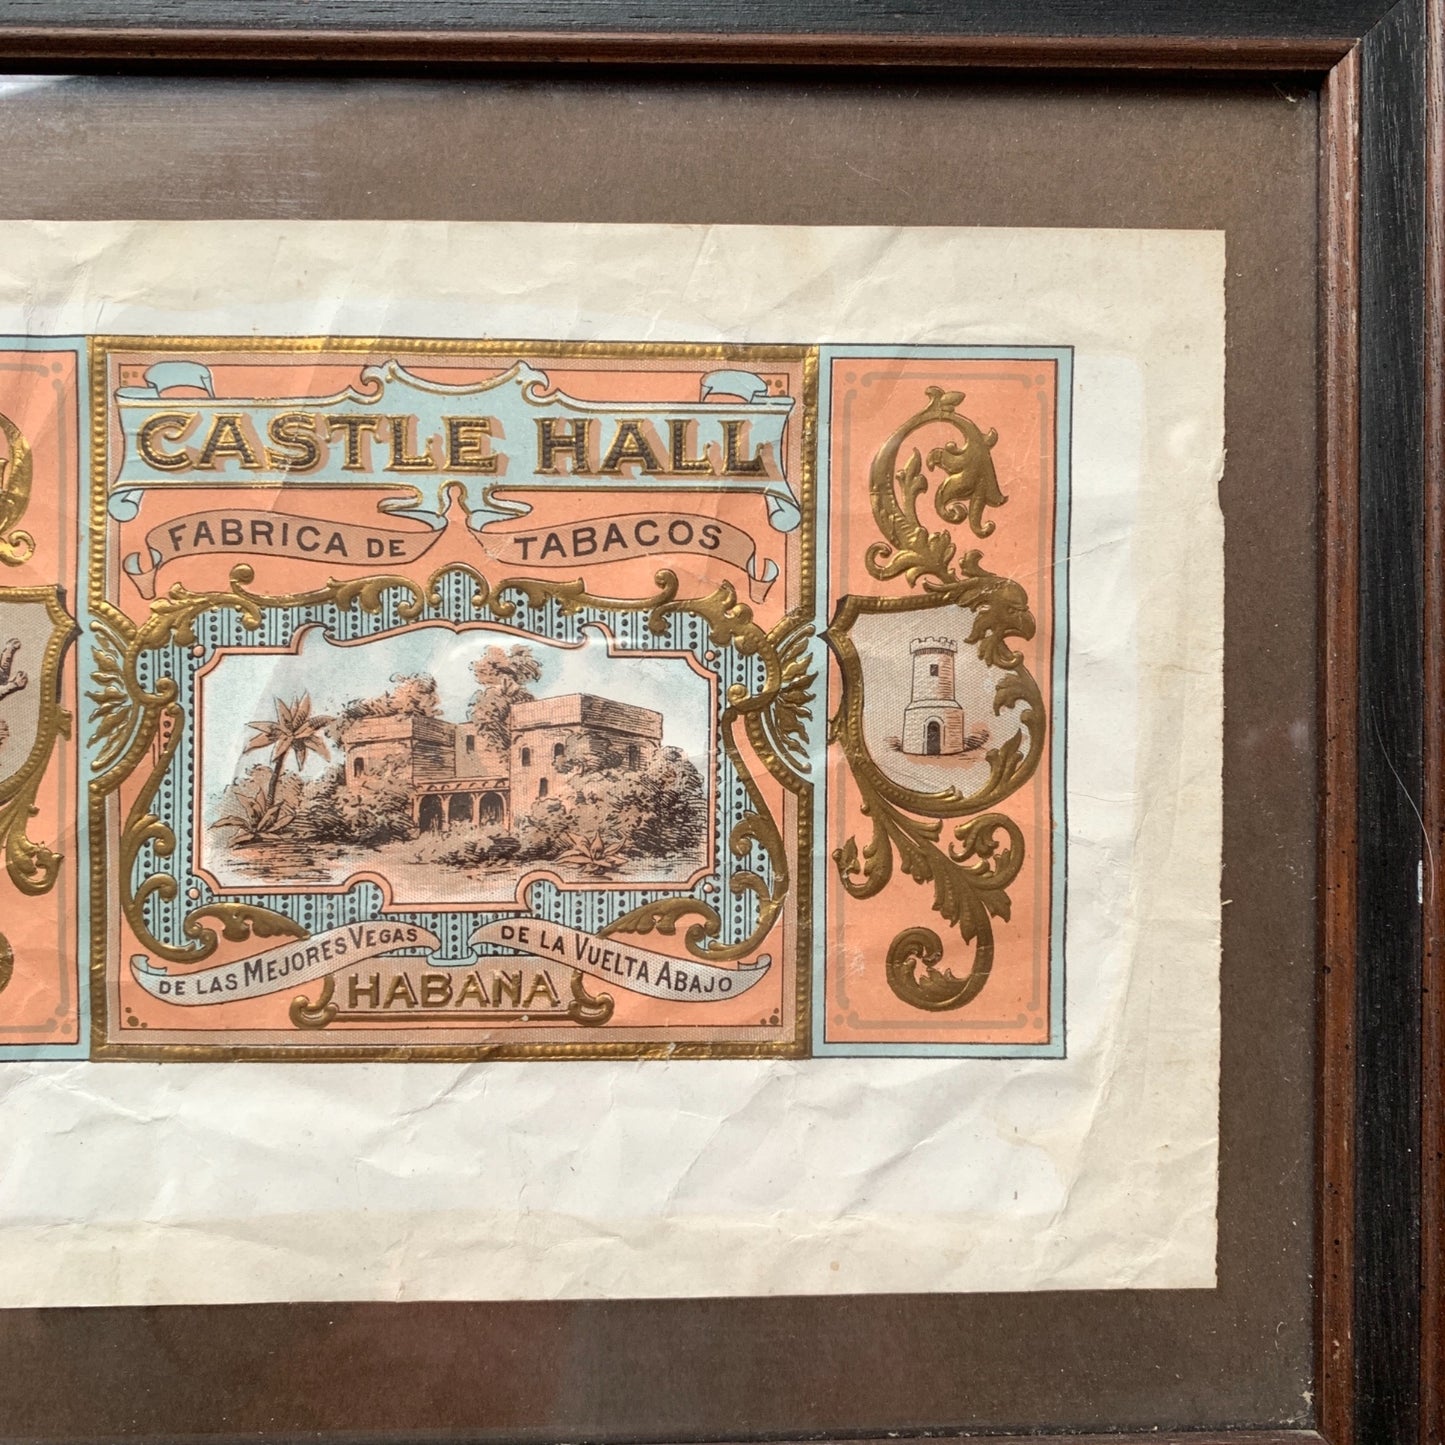 CASTLE HALL
FABRICA DE TABACOS
DE LAS MEJORES VEGAS DE LA VUELTA ABAJO
HABANA